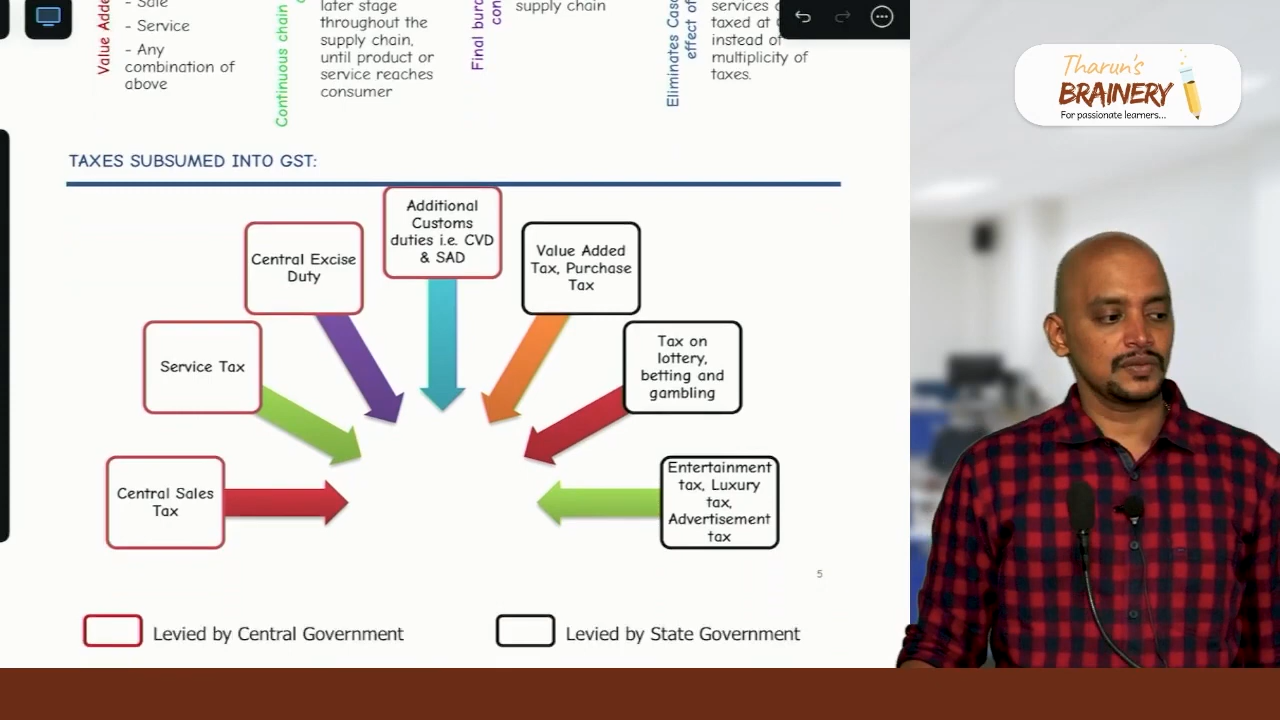 - Sale
- Service
- Any
combination of
above
later stage
throughout the
supply chain,
until product or
service reaches
consumer
supply chain
services
taxed at
instead of
multiplicity of
taxes.
Continuous chain
Eliminates
effect of
TAXES SUBSUMED INTO GST:
Additional
Customs
duties i.e. CVD
& SAD
Central Excise
Duty
Value Added
Tax, Purchase
Tax
Service Tax
Tax on
lottery,
betting and
gambling
Central Sales
Tax
Entertainment
tax, Luxury
tax,
Advertisement
tax
5
Levied by Central Government
Levied by State Government
Tharun's
BRAINERY
For passionate learners...